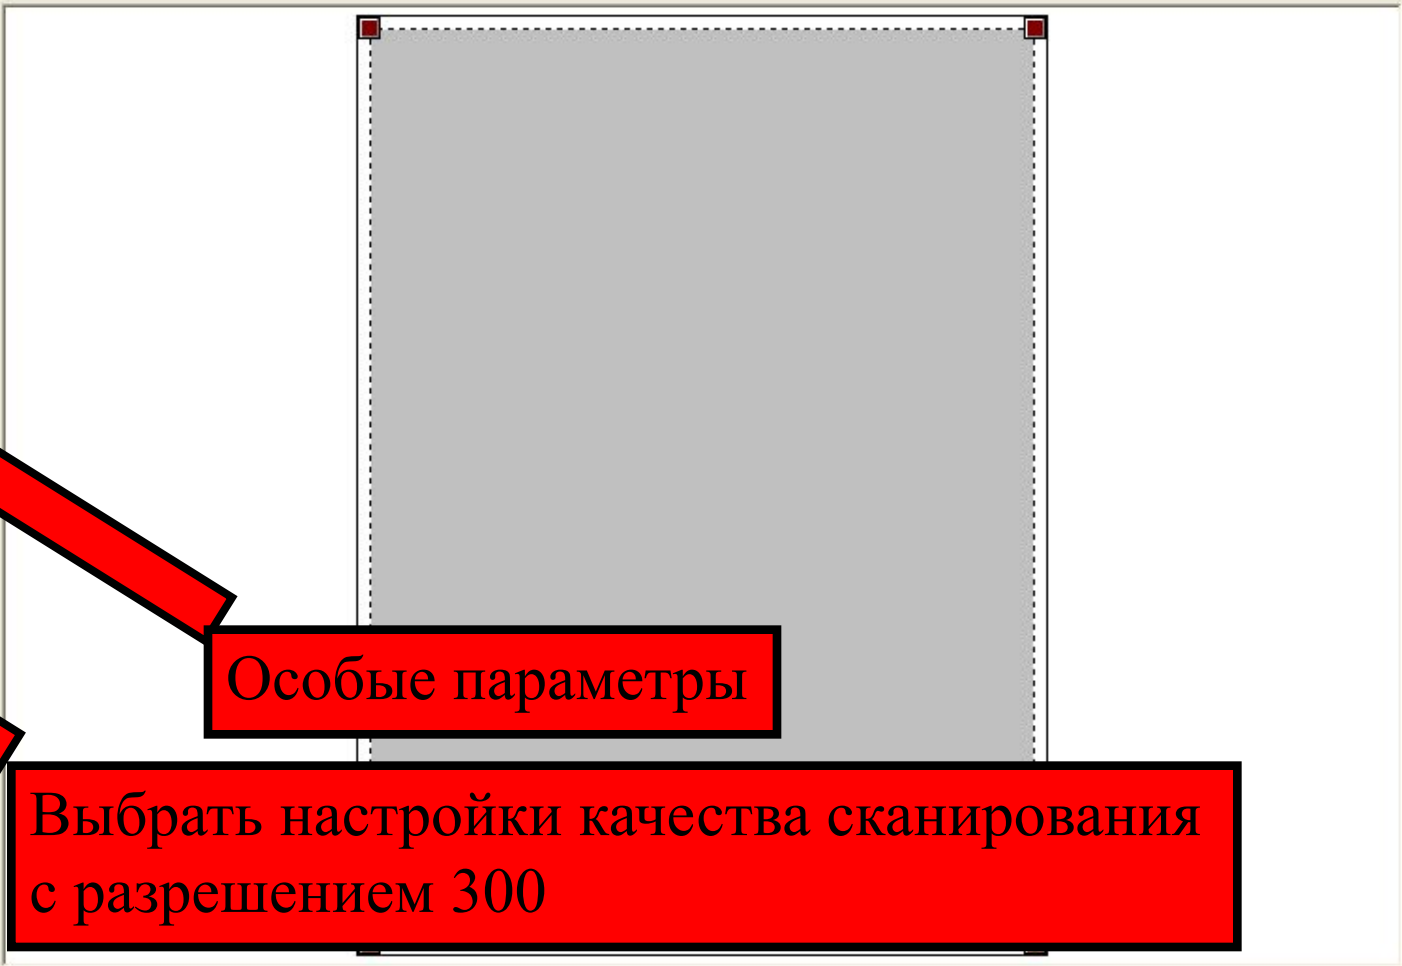 Особые параметры
Выбрать настройки качества сканирования
с разрешением 300